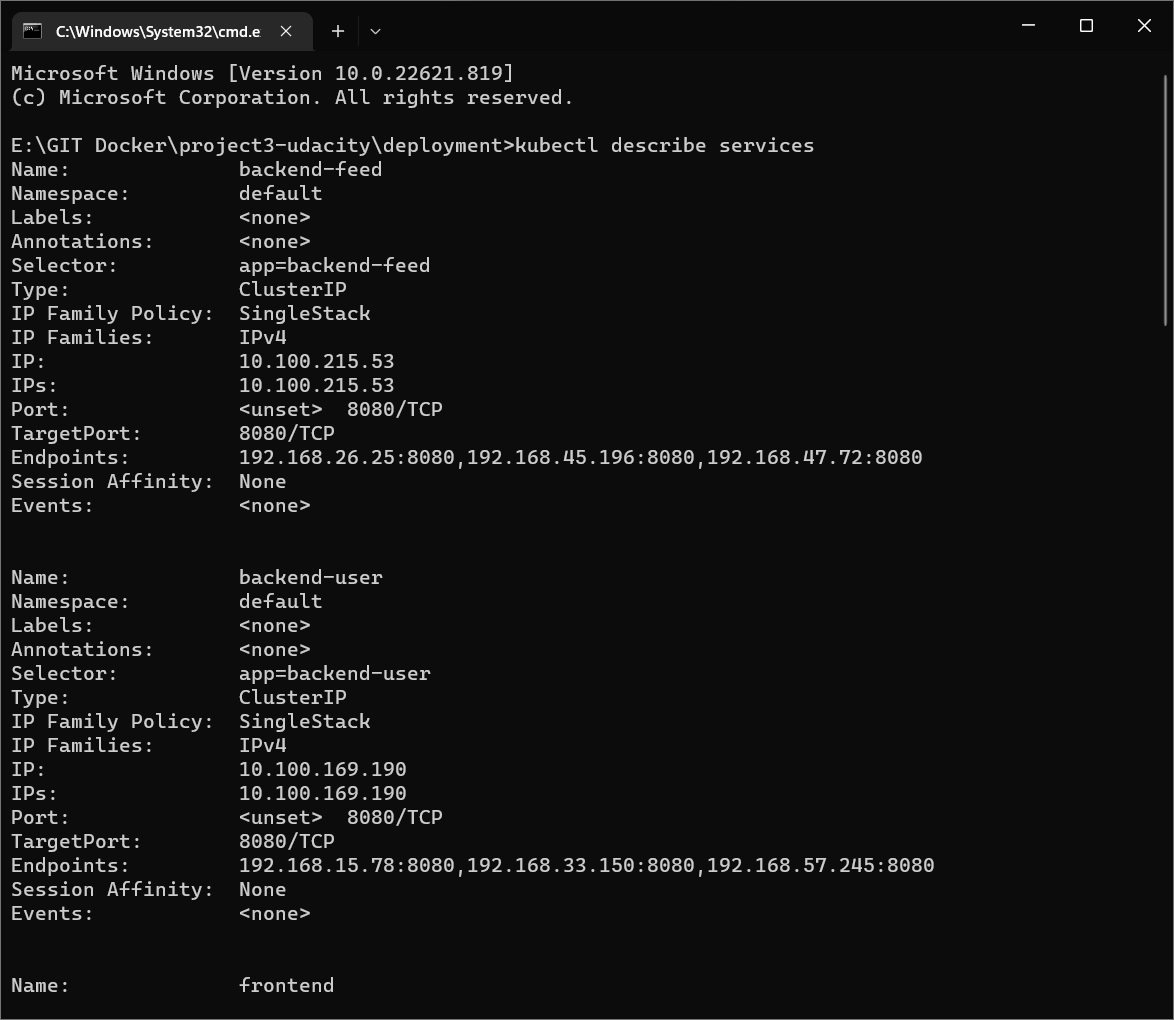 C:\Windows\System32\cmd.e
Microsoft Windows [Version 10.0.22621.819]
(c) Microsoft Corporation. All rights reserved.
E:\GIT Docker\project3-udacity\deployment>kubectl describe services
Name: backend-feed
Namespace: default
Labels: <none>
Annotations: <none>
Selector: app=backend-feed
Type: ClusterIP
IP Family Policy: SingleStack
IP Families: IPv4
IP: 10.100.215.53
IPs: 10.100.215.53
Port: <unset> 8080/TCP
TargetPort: 8080/TCP
Endpoints: 192.168.26.25:8080,192.168.45.196:8080,192.168.47.72:8080
Session Affinity: None
Events: <none>
Name: backend-user
Namespace: default
Labels: <none>
Annotations: <none>
Selector: app=backend-user
Type: ClusterIP
IP Family Policy: SingleStack
IP Families: IPv4
IP: 10.100.169.190
IPs: 10.100.169.190
Port: <unset> 8080/TCP
TargetPort: 8080/TCP
Endpoints: 192.168.15.78:8080,192.168.33.150:8080,192.168.57.245:8080
Session Affinity: None
Events: <none>
Name: frontend